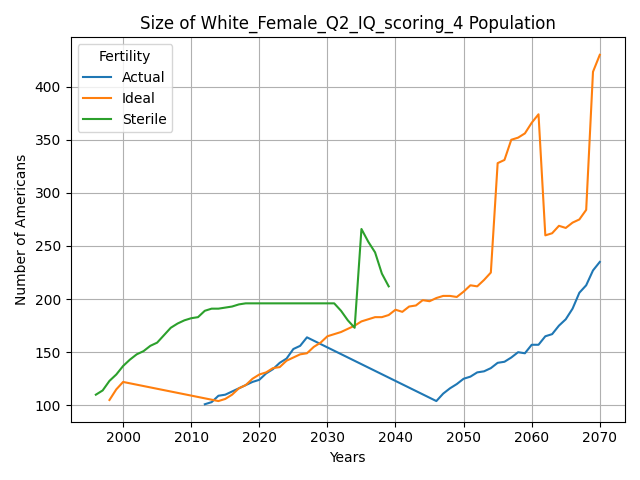 Size of White_Female_Q2_IQ_scoring_4 Population
Fertility
Actual
Ideal
Sterile
Number of Americans
400
350
300
250
200
150
100
2000
2010
2020
2030
2040
2050
2060
2070
Years